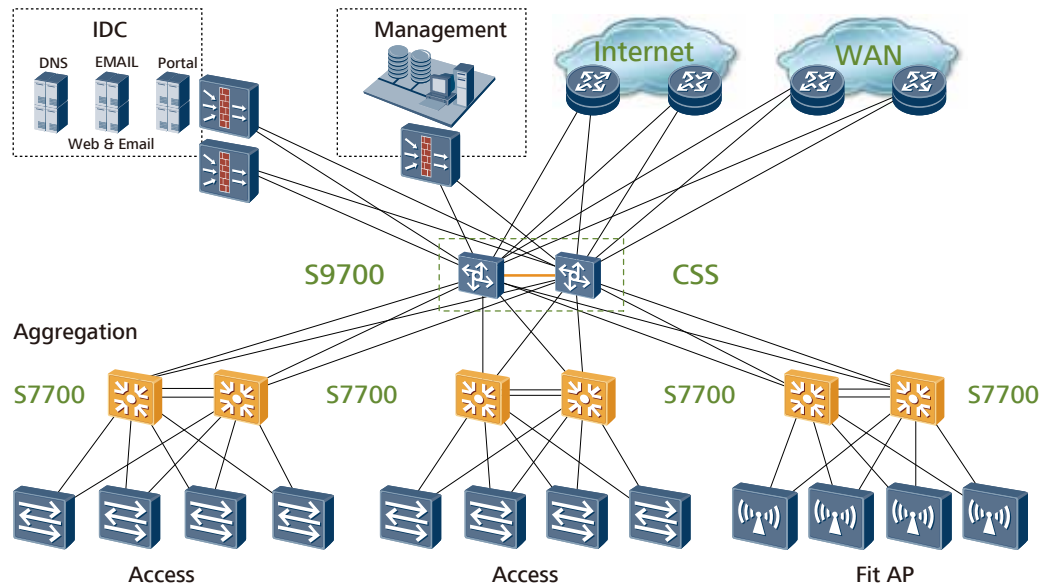 IDC
Management
Internet
WAN
DNS
EMAIL
Portal
Web & Email
S9700
CSS
Aggregation
S7700
S7700
S7700
S7700
Access
Access
Fit AP